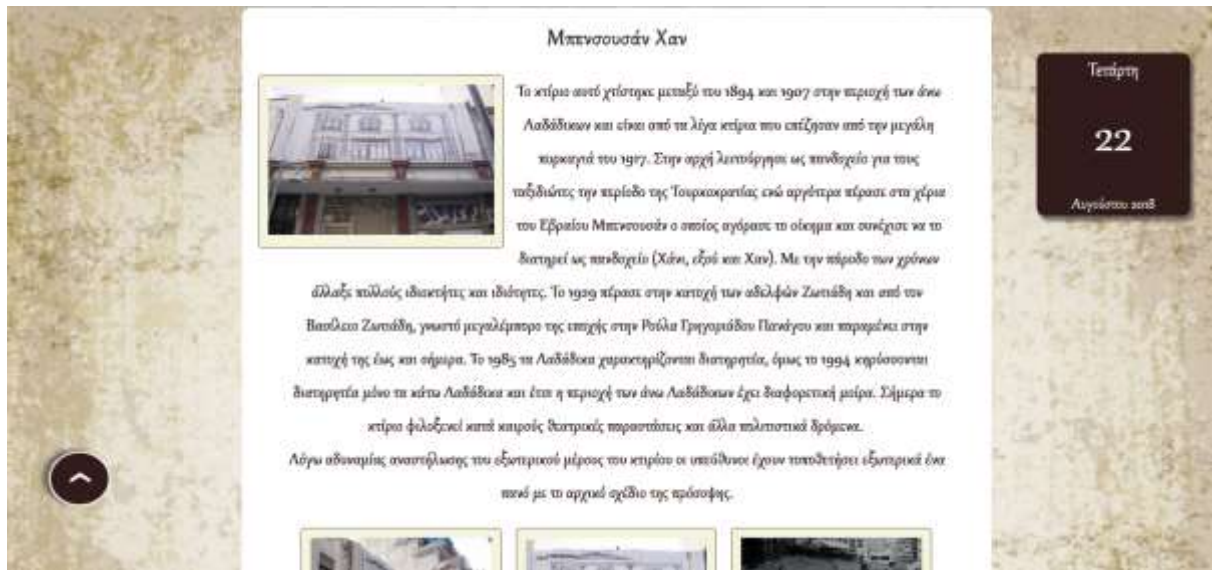 Μπενσουσάν Χαν
Το κτίριο αυτό χτίστηκε μεταξύ του 1894 και 1907 στην περιοχή των άνω
Λαδάδικων και είναι από τα λίγα κτίρια που επέζησαν από την μεγάλη
πυρκαγιά του 1917. Στην αρχή λειτούργησε ως πανδοχείο για τους
ταξιδιώτες την περίοδο της Τουρκοκρατίας ενώ αργότερα πέρασε στα χέρια
του Εβραίου Μπενσουσάν ο οποίος αγόρασε το οίκημα και συνέχισε να το
διατηρεί ως πανδοχείο (Χάνι, εξού και Χαν). Με την πάροδο των χρόνων
άλλαξε πολλούς ιδιοκτήτες και ιδιότητες. Το 1929 πέρασε στην κατοχή των αδελφών Ζωτιάδη και από τον
Βασίλειο Ζωτιάδη, γνωστό μεγαλέμπορο της εποχής στην Ρούλα Γρηγοριάδου Πανάγου και παραμένει στην
κατοχή της έως και σήμερα. Το 1985 τα Λαδάδικα χαρακτηρίζονται διατηρητέα, όμως το 1994 κηρύσσονται
διατηρητέα μόνο τα κάτω Λαδάδικα και έτσι η περιοχή των άνω Λαδάδικων έχει διαφορετική μοίρα. Σήμερα το
κτίριο φιλοξενεί κατά καιρούς θεατρικές παραστάσεις και άλλα πολιτιστικά δρώμενα.
Λόγω αδυναμίας αναστήλωσης του εξωτερικού μέρους του κτιρίου οι υπεύθυνοι έχουν τοποθετήσει εξωτερικά ένα
πανό με το αρχικό σχέδιο της πρόσοψης.
Τετάρτη
22
Αυγούστου 2018